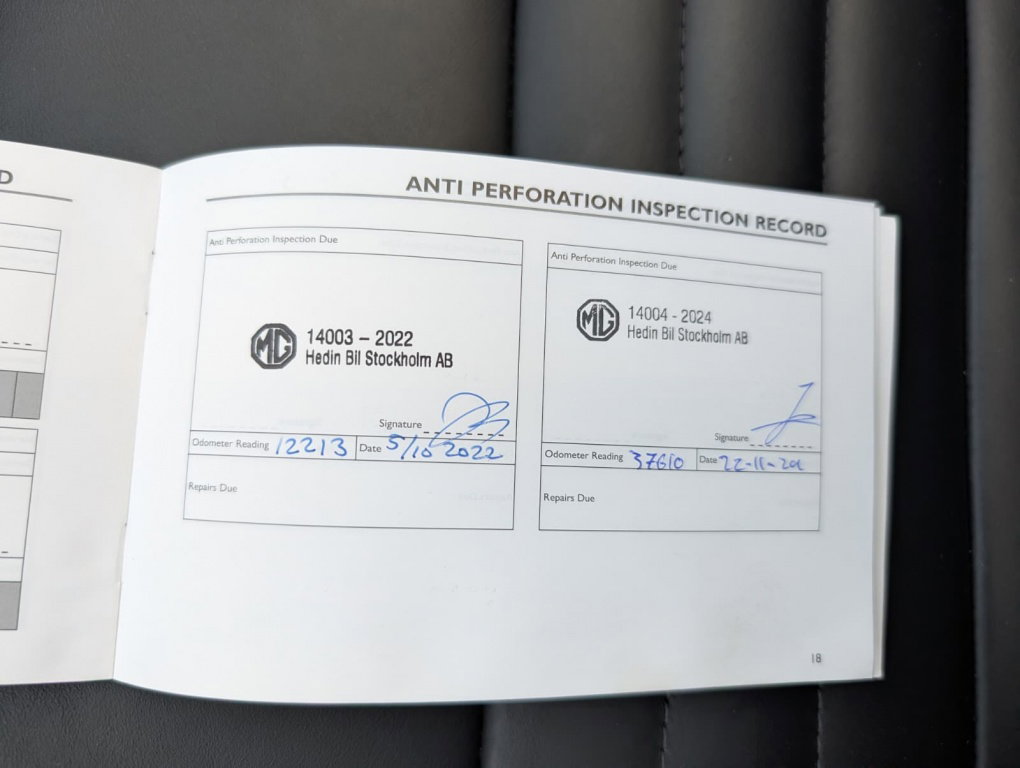 D
ANTI PERFORATION INSPECTION RECORD
Anti Perforation Inspection Due
MG 14003 - 2022
Hedin Bil Stockholm AB
Signature
Odometer Reading 12213 Date 5/10 2022
Repairs Due
Anti Perforation Inspection Due
MG 14004 - 2024
Hedin Bil Stockholm AB
Signature
Odometer Reading 37610 Date 22-11-
Repairs Due
18